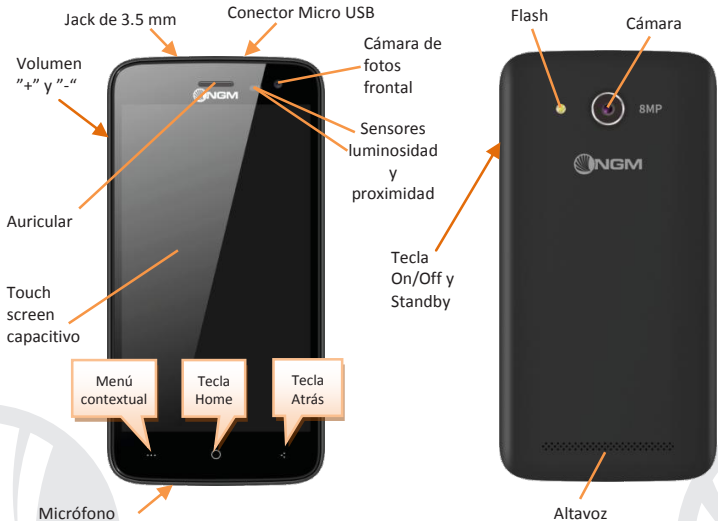 Jack de 3.5 mm
Conector Micro USB
Volumen
”+” y ”-“
Cámara de
fotos
frontal
NGM
Sensores
luminosidad
y
proximidad
Auricular
Touch
screen
capacitivo
Menú
contextual
Tecla
Home
Tecla
Atrás
Micrófono
Flash
Cámara
8MP
NGM
Tecla
On/Off y
Standby
Altavoz